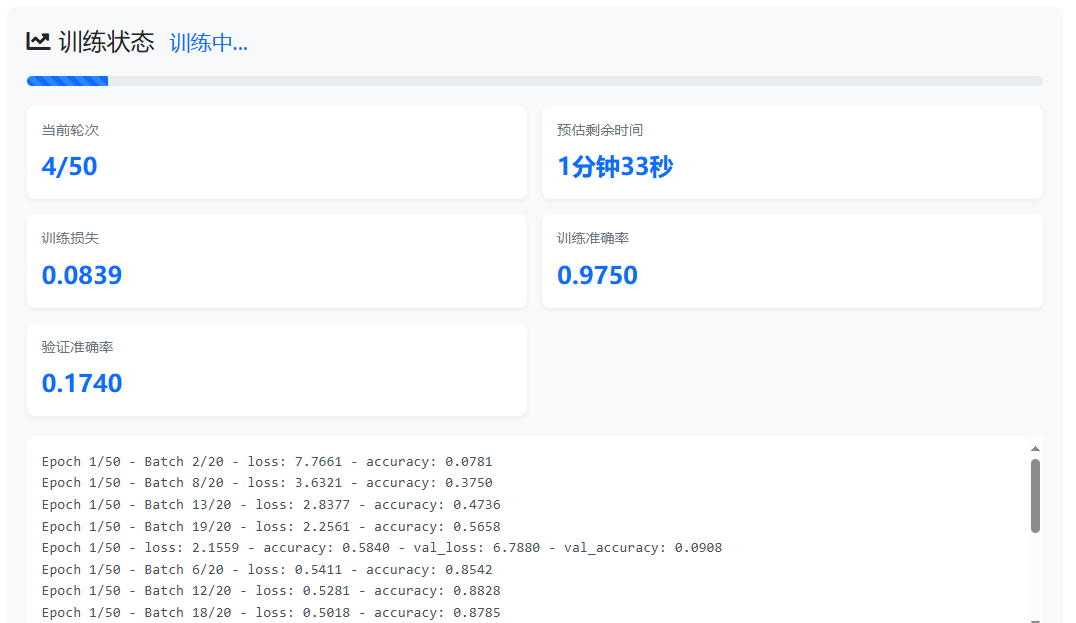 训练状态 训练中...
当前轮次
4/50
预估剩余时间
1分钟33秒
训练损失
0.0839
训练准确率
0.9750
验证准确率
0.1740
Epoch 1/50 - Batch 2/20 - loss: 7.7661 - accuracy: 0.0781
Epoch 1/50 - Batch 8/20 - loss: 3.6321 - accuracy: 0.3750
Epoch 1/50 - Batch 13/20 - loss: 2.8377 - accuracy: 0.4736
Epoch 1/50 - Batch 19/20 - loss: 2.2561 - accuracy: 0.5658
Epoch 1/50 - loss: 2.1559 - accuracy: 0.5840 - val_loss: 6.7880 - val_accuracy: 0.0908
Epoch 1/50 - Batch 6/20 - loss: 0.5411 - accuracy: 0.8542
Epoch 1/50 - Batch 12/20 - loss: 0.5281 - accuracy: 0.8828
Epoch 1/50 - Batch 18/20 - loss: 0.5018 - accuracy: 0.8785